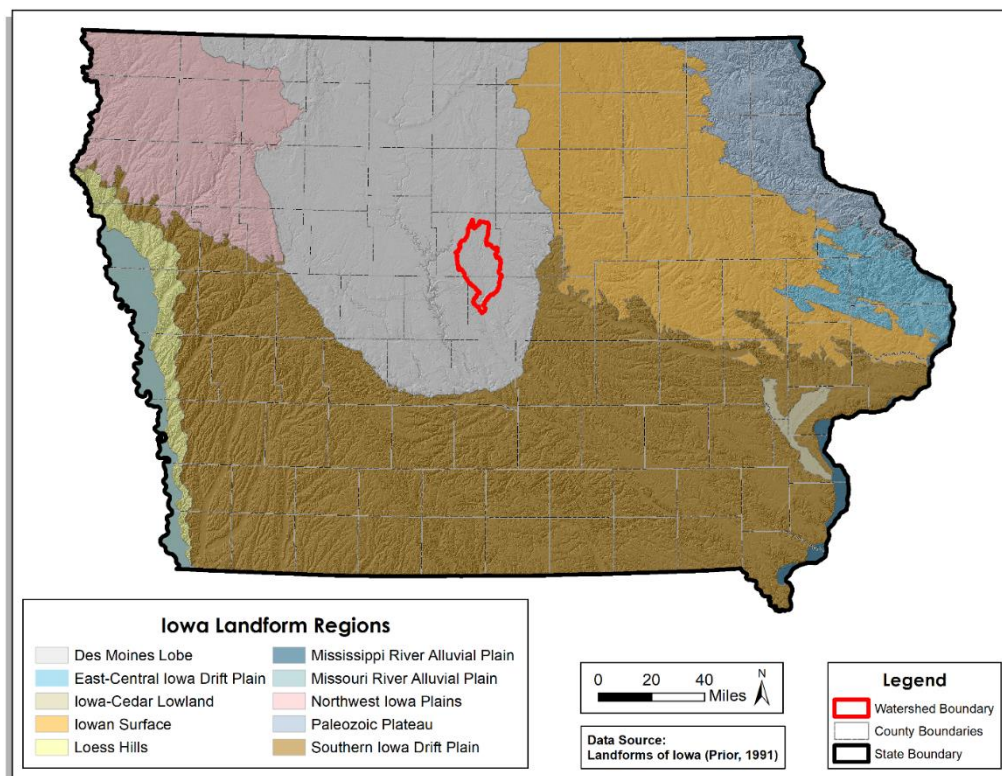 Iowa Landform Regions
Des Moines Lobe
East-Central Iowa Drift Plain
Iowa-Cedar Lowland
Iowan Surface
Loess Hills
Mississippi River Alluvial Plain
Missouri River Alluvial Plain
Northwest Iowa Plains
Paleozoic Plateau
Southern Iowa Drift Plain
0 20 40
Miles
N
Data Source:
Landforms of Iowa (Prior, 1991)
Legend
Watershed Boundary
County Boundaries
State Boundary